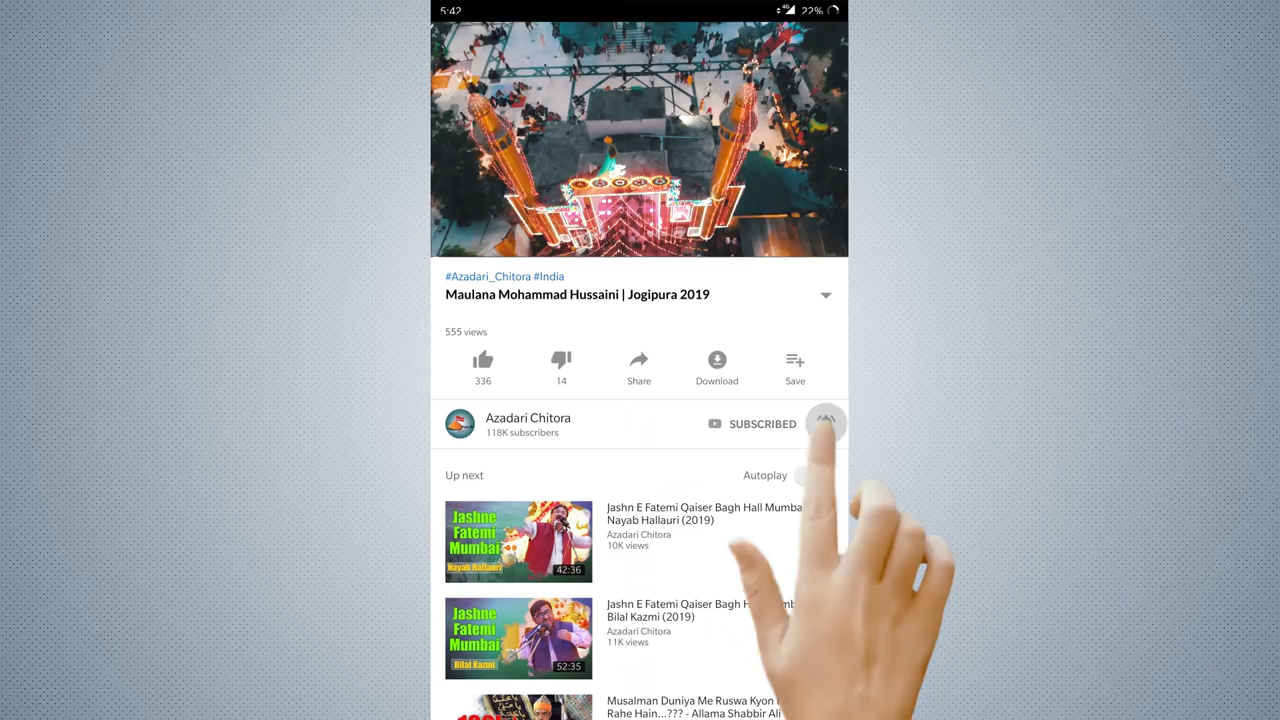 5:42
4G
22%
#Azadari_Chitora #India
Maulana Mohammad Hussaini | Jogipura 2019
555 views
336
14
Share
Download
Save
Azadari Chitora
118K subscribers
SUBSCRIBED
Up next
Autoplay
Jashne
Fatemi
Mumbai
Nayab Hallauri
42:36
Jashn E Fatemi Qaiser Bagh Hall Mumba
Nayab Hallauri (2019)
Azadari Chitora
10K views
Jashne
Fatemi
Mumbai
Bilal Kazmi
52:35
Jashn E Fatemi Qaiser Bagh H
Bilal Kazmi (2019)
Azadari Chitora
11K views
Musalman Duniya Me Ruswa Kyon
Rahe Hain...??? - Allama Shabbir Ali